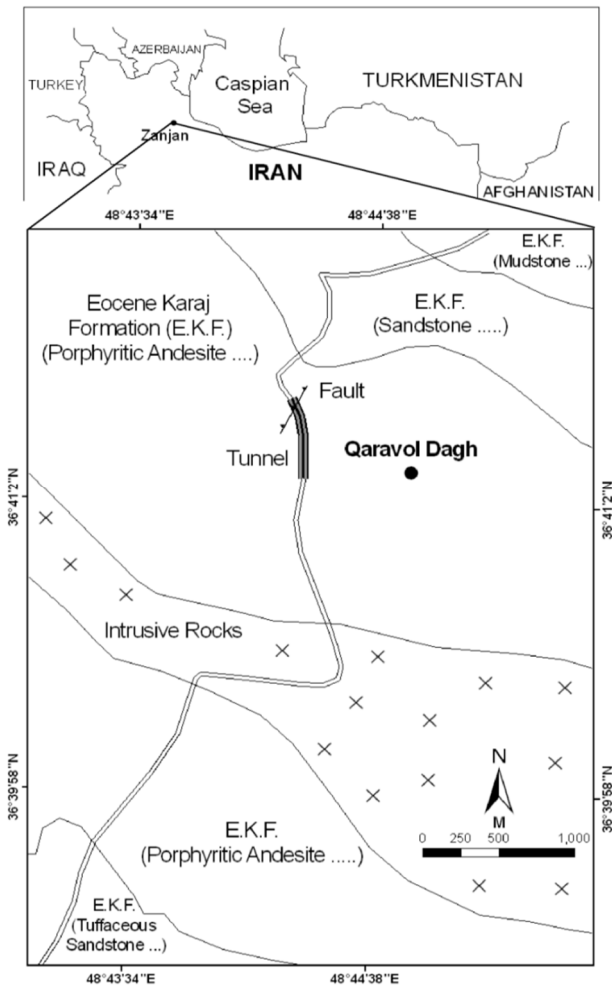 AZERBAIJAN
TURKEY
Caspian
Sea
TURKMENISTAN
Zanjan
IRAQ
IRAN
AFGHANISTAN
48°43'34"E
48°44'38"E
E.K.F.
(Mudstone ...)
Eocene Karaj
Formation (E.K.F.)
(Porphyritic Andesite ....)
E.K.F.
(Sandstone .....)
Fault
Tunnel
Qaravol Dagh
36°41'2"N
36°41'2"N
Intrusive Rocks
N
M
36°39'58"N
36°39'58"N
0 250 500 1,000
E.K.F.
(Porphyritic Andesite .....)
E.K.F.
(Tuffaceous
Sandstone ...)
48°43'34"E
48°44'38"E